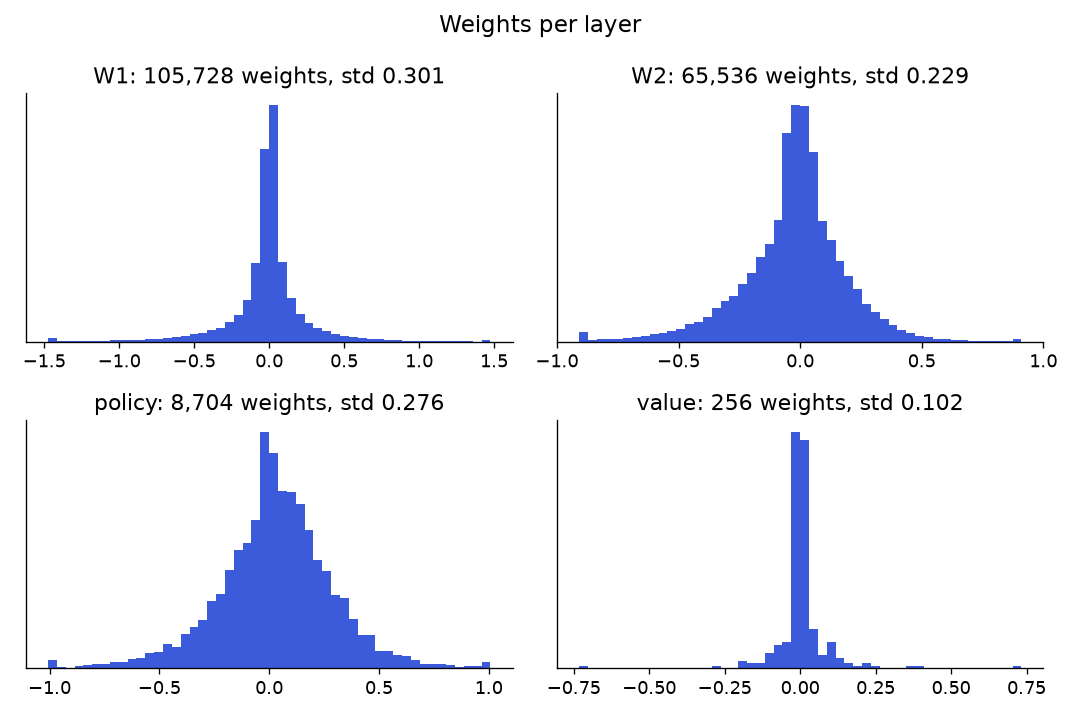 Weights per layer
W1: 105,728 weights, std 0.301
W2: 65,536 weights, std 0.229
−1.5 −1.0 −0.5 0.0 0.5 1.0 1.5
−1.0 −0.5 0.0 0.5 1.0
policy: 8,704 weights, std 0.276
value: 256 weights, std 0.102
−1.0 −0.5 0.0 0.5 1.0
−0.75 −0.50 −0.25 0.00 0.25 0.50 0.75